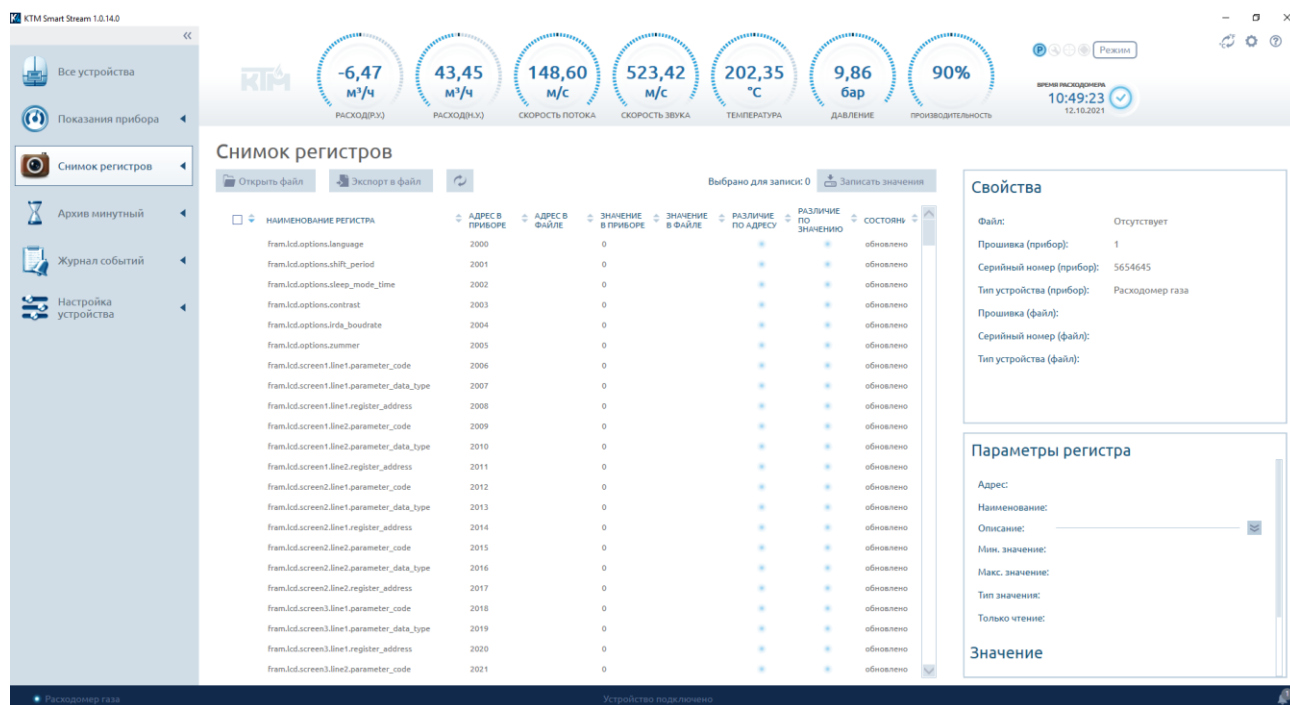 KTM Smart Stream 1.0.14.0
Все устройства
Показания прибора
Снимок регистров
Архив минутный
Журнал событий
Настройка
устройства
КТМ
-6,47
м³/ч
РАСХОД(Р.У.)
43,45
м³/ч
РАСХОД(Н.У.)
148,60
м/с
СКОРОСТЬ ПОТОКА
523,42
м/с
СКОРОСТЬ ЗВУКА
202,35
°C
ТЕМПЕРАТУРА
9,86
бар
ДАВЛЕНИЕ
90%
ПРОИЗВОДИТЕЛЬНОСТЬ
P
Режим
ВРЕМЯ РАСХОДОМЕРА
10:49:23
12.10.2021
Снимок регистров
Открыть файл Экспорт в файл Выбрано для записи: 0 Записать значения
НАИМЕНОВАНИЕ РЕГИСТРА АДРЕС В ПРИБОРЕ АДРЕС В ФАЙЛЕ ЗНАЧЕНИЕ В ПРИБОРЕ ЗНАЧЕНИЕ В ФАЙЛЕ РАЗЛИЧИЕ ПО АДРЕСУ РАЗЛИЧИЕ ПО ЗНАЧЕНИЮ СОСТОЯНЬ
fram.lcd.options.language 2000 0 обновлено
fram.lcd.options.shift_period 2001 0 обновлено
fram.lcd.options.sleep_mode_time 2002 0 обновлено
fram.lcd.options.contrast 2003 0 обновлено
fram.lcd.options.irda_boudrate 2004 0 обновлено
fram.lcd.options.zummer 2005 0 обновлено
fram.lcd.screen1.line1.parameter_code 2006 0 обновлено
fram.lcd.screen1.line1.parameter_data_type 2007 0 обновлено
fram.lcd.screen1.line1.register_address 2008 0 обновлено
fram.lcd.screen1.line2.parameter_code 2009 0 обновлено
fram.lcd.screen1.line2.parameter_data_type 2010 0 обновлено
fram.lcd.screen1.line2.register_address 2011 0 обновлено
fram.lcd.screen2.line1.parameter_code 2012 0 обновлено
fram.lcd.screen2.line1.parameter_data_type 2013 0 обновлено
fram.lcd.screen2.line1.register_address 2014 0 обновлено
fram.lcd.screen2.line2.parameter_code 2015 0 обновлено
fram.lcd.screen2.line2.parameter_data_type 2016 0 обновлено
fram.lcd.screen2.line2.register_address 2017 0 обновлено
fram.lcd.screen3.line1.parameter_code 2018 0 обновлено
fram.lcd.screen3.line1.parameter_data_type 2019 0 обновлено
fram.lcd.screen3.line1.register_address 2020 0 обновлено
fram.lcd.screen3.line2.parameter_code 2021 0 обновлено
Свойства
Файл: Отсутствует
Прошивка (прибор): 1
Серийный номер (прибор): 5654645
Тип устройства (прибор): Расходомер газа
Прошивка (файл):
Серийный номер (файл):
Тип устройства (файл):
Параметры регистра
Адрес:
Наименование:
Описание:
Мин. значение:
Макс. значение:
Тип значения:
Только чтение:
Значение
Расходомер газа Устройство подключено